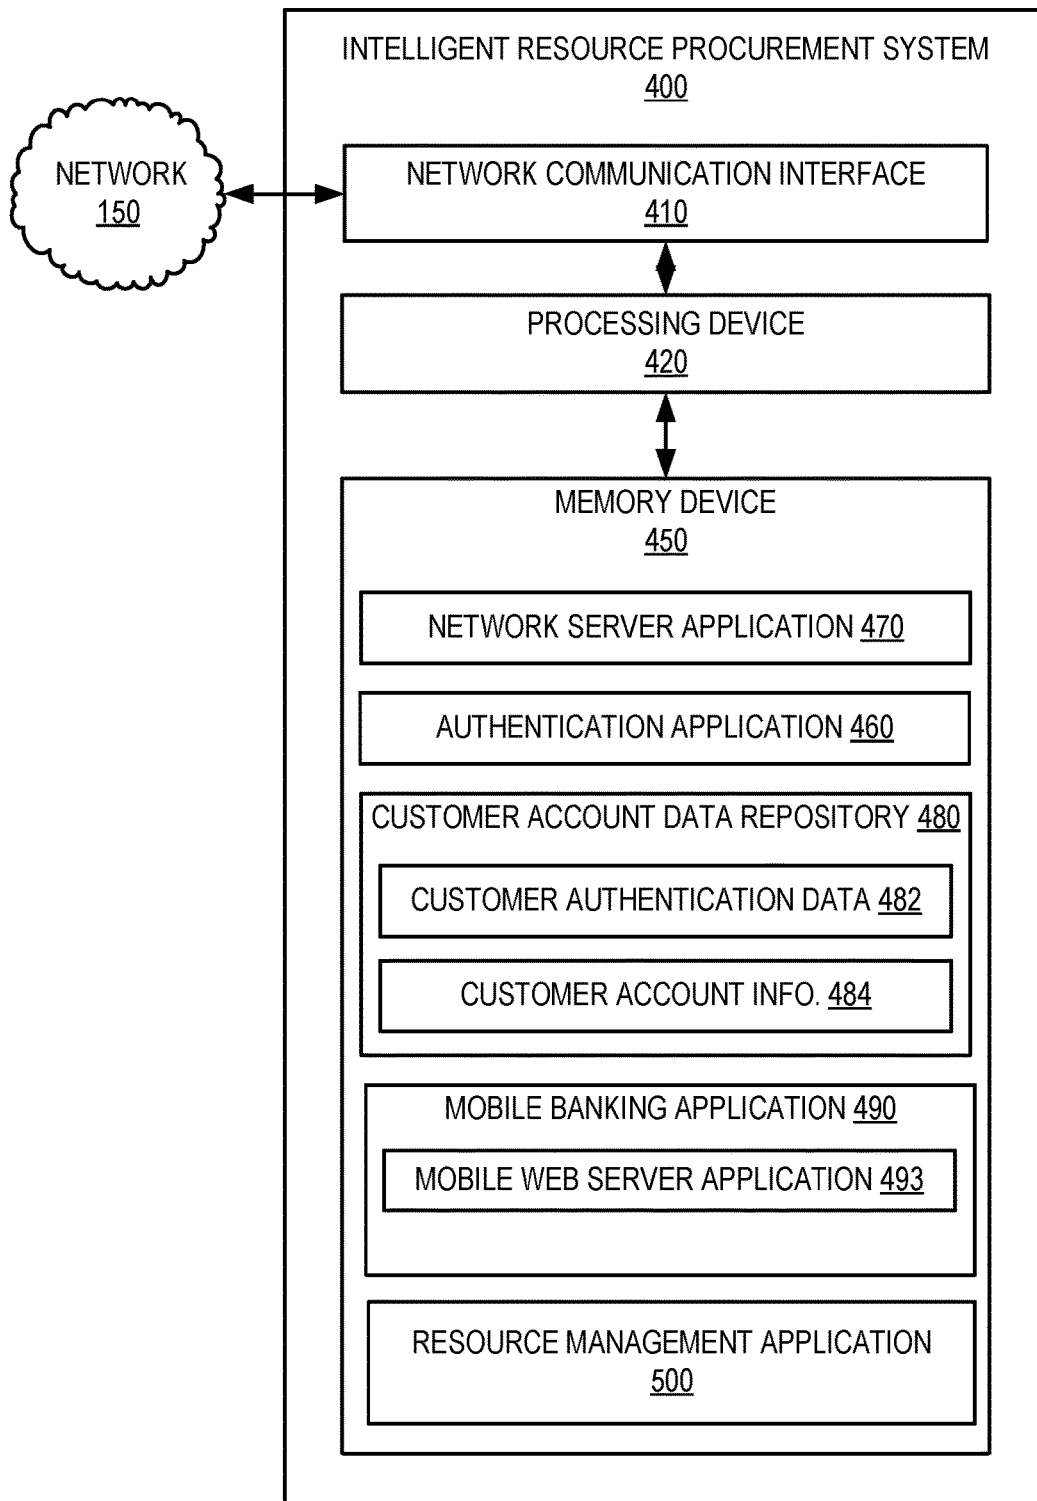 INTELLIGENT RESOURCE PROCUREMENT SYSTEM
400
NETWORK
150
NETWORK COMMUNICATION INTERFACE
410
PROCESSING DEVICE
420
MEMORY DEVICE
450
NETWORK SERVER APPLICATION 470
AUTHENTICATION APPLICATION 460
CUSTOMER ACCOUNT DATA REPOSITORY 480
CUSTOMER AUTHENTICATION DATA 482
CUSTOMER ACCOUNT INFO. 484
MOBILE BANKING APPLICATION 490
MOBILE WEB SERVER APPLICATION 493
RESOURCE MANAGEMENT APPLICATION
500